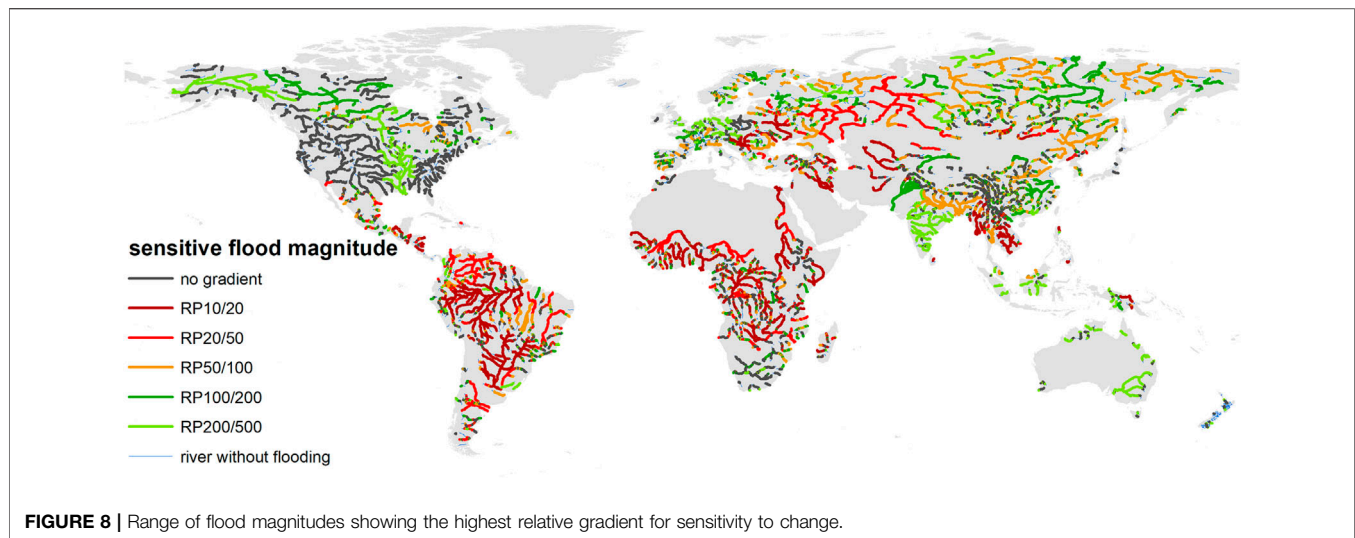 sensitive flood magnitude
no gradient
RP10/20
RP20/50
RP50/100
RP100/200
RP200/500
river without flooding
FIGURE 8 | Range of flood magnitudes showing the highest relative gradient for sensitivity to change.